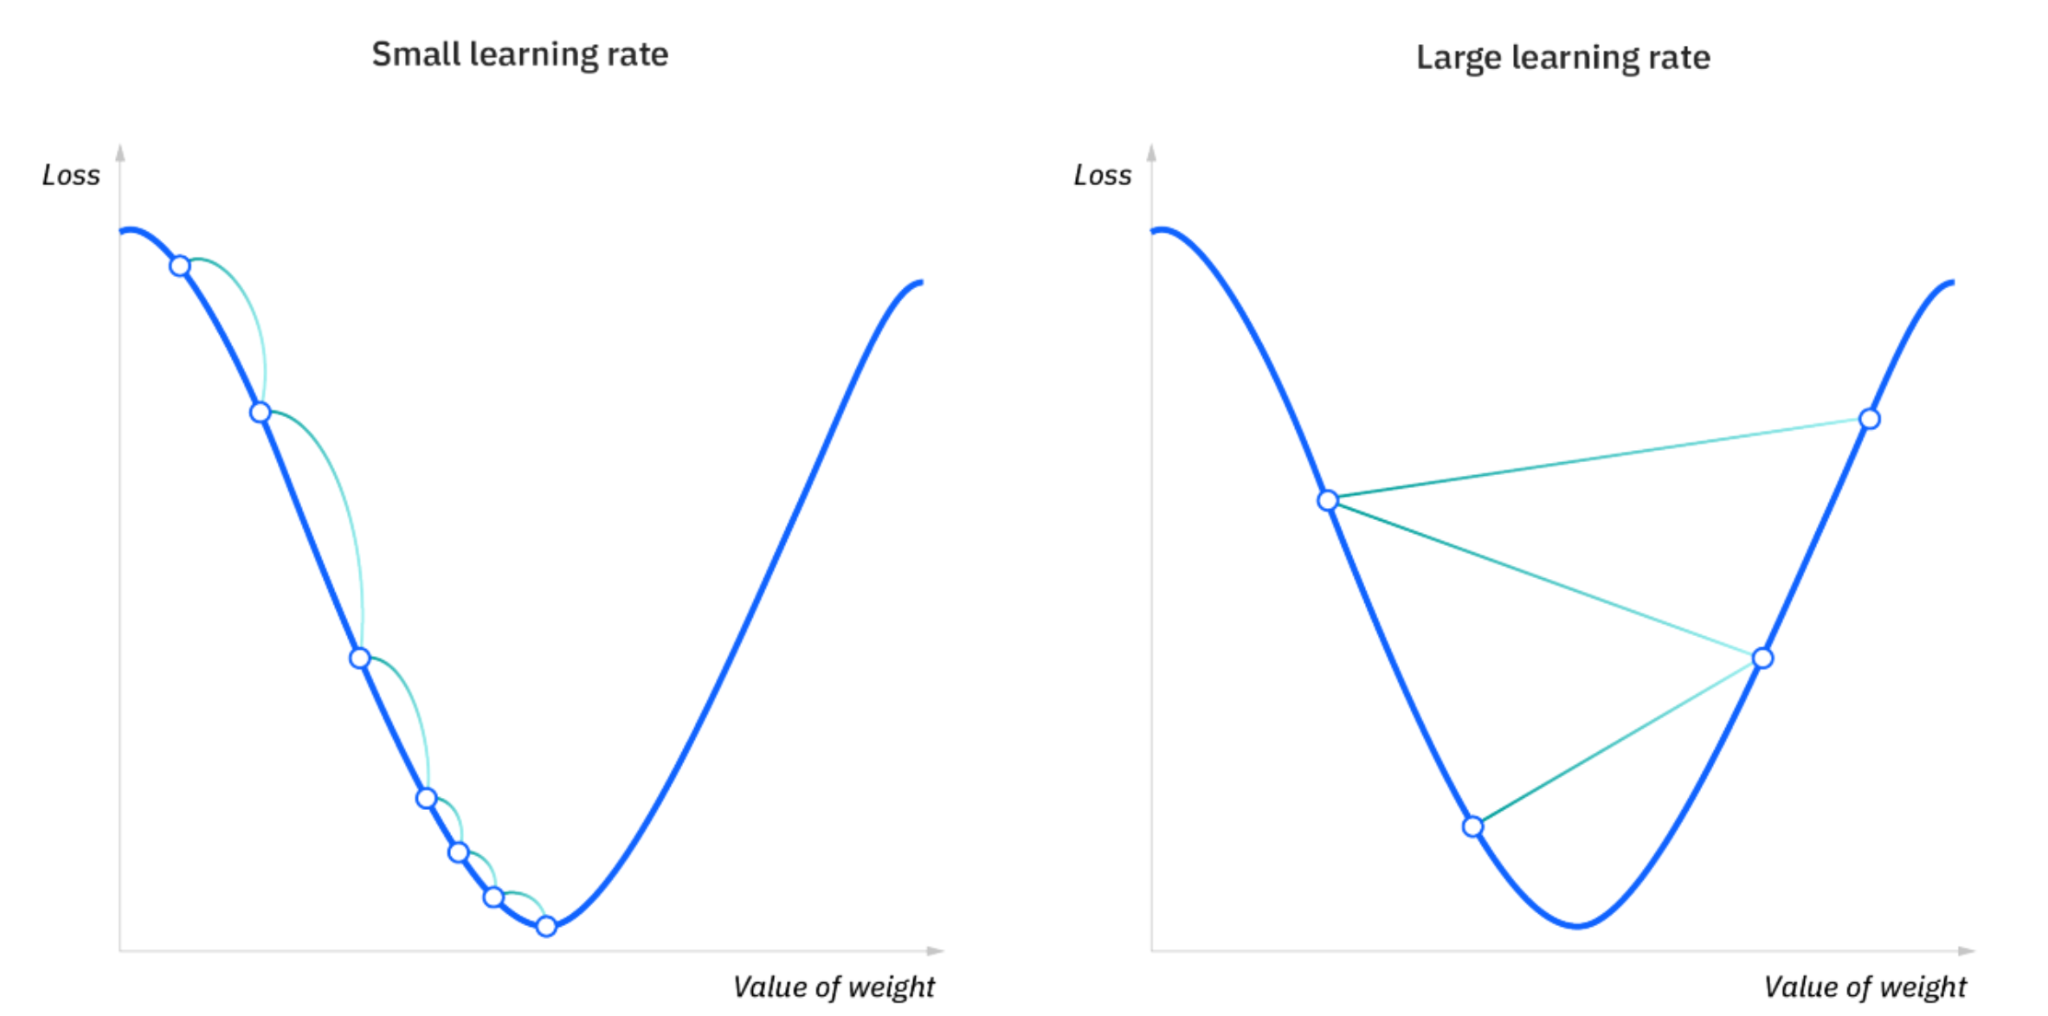 Small learning rate
Large learning rate
Loss
Loss
Value of weight
Value of weight